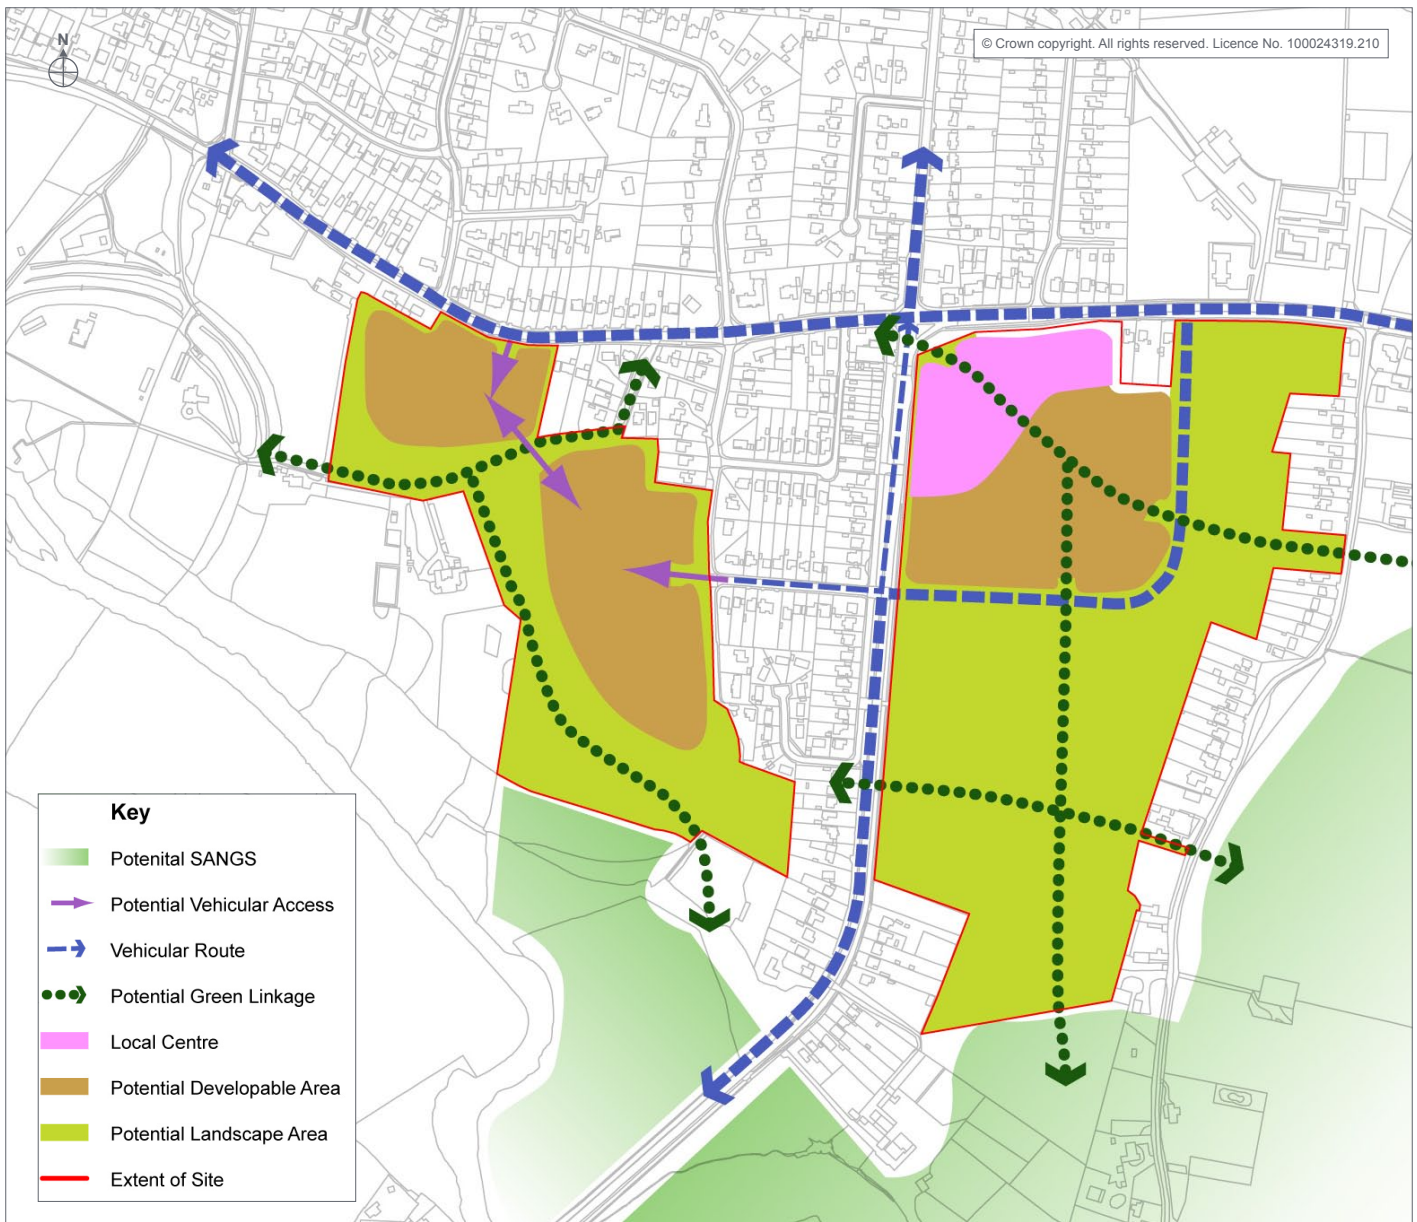 N
© Crown copyright. All rights reserved. Licence No. 100024319.210
Key
Potenital SANGS
Potential Vehicular Access
Vehicular Route
Potential Green Linkage
Local Centre
Potential Developable Area
Potential Landscape Area
Extent of Site